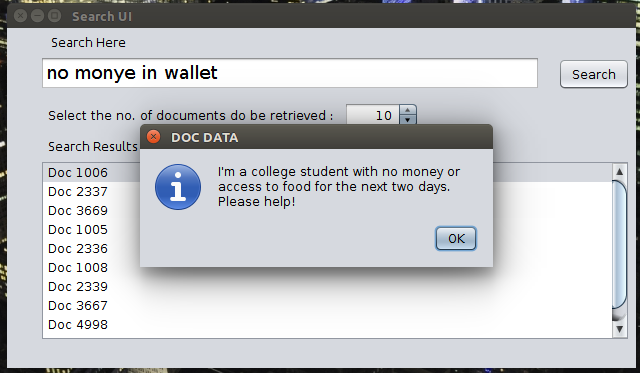 Search UI
Search Here
no monye in wallet
Search
Select the no. of documents do be retrieved :
10
Search Results
DOC DATA
I'm a college student with no money or
access to food for the next two days.
Please help!
OK
Doc 1006
Doc 2337
Doc 3669
Doc 1005
Doc 2336
Doc 1008
Doc 2339
Doc 3667
Doc 4998